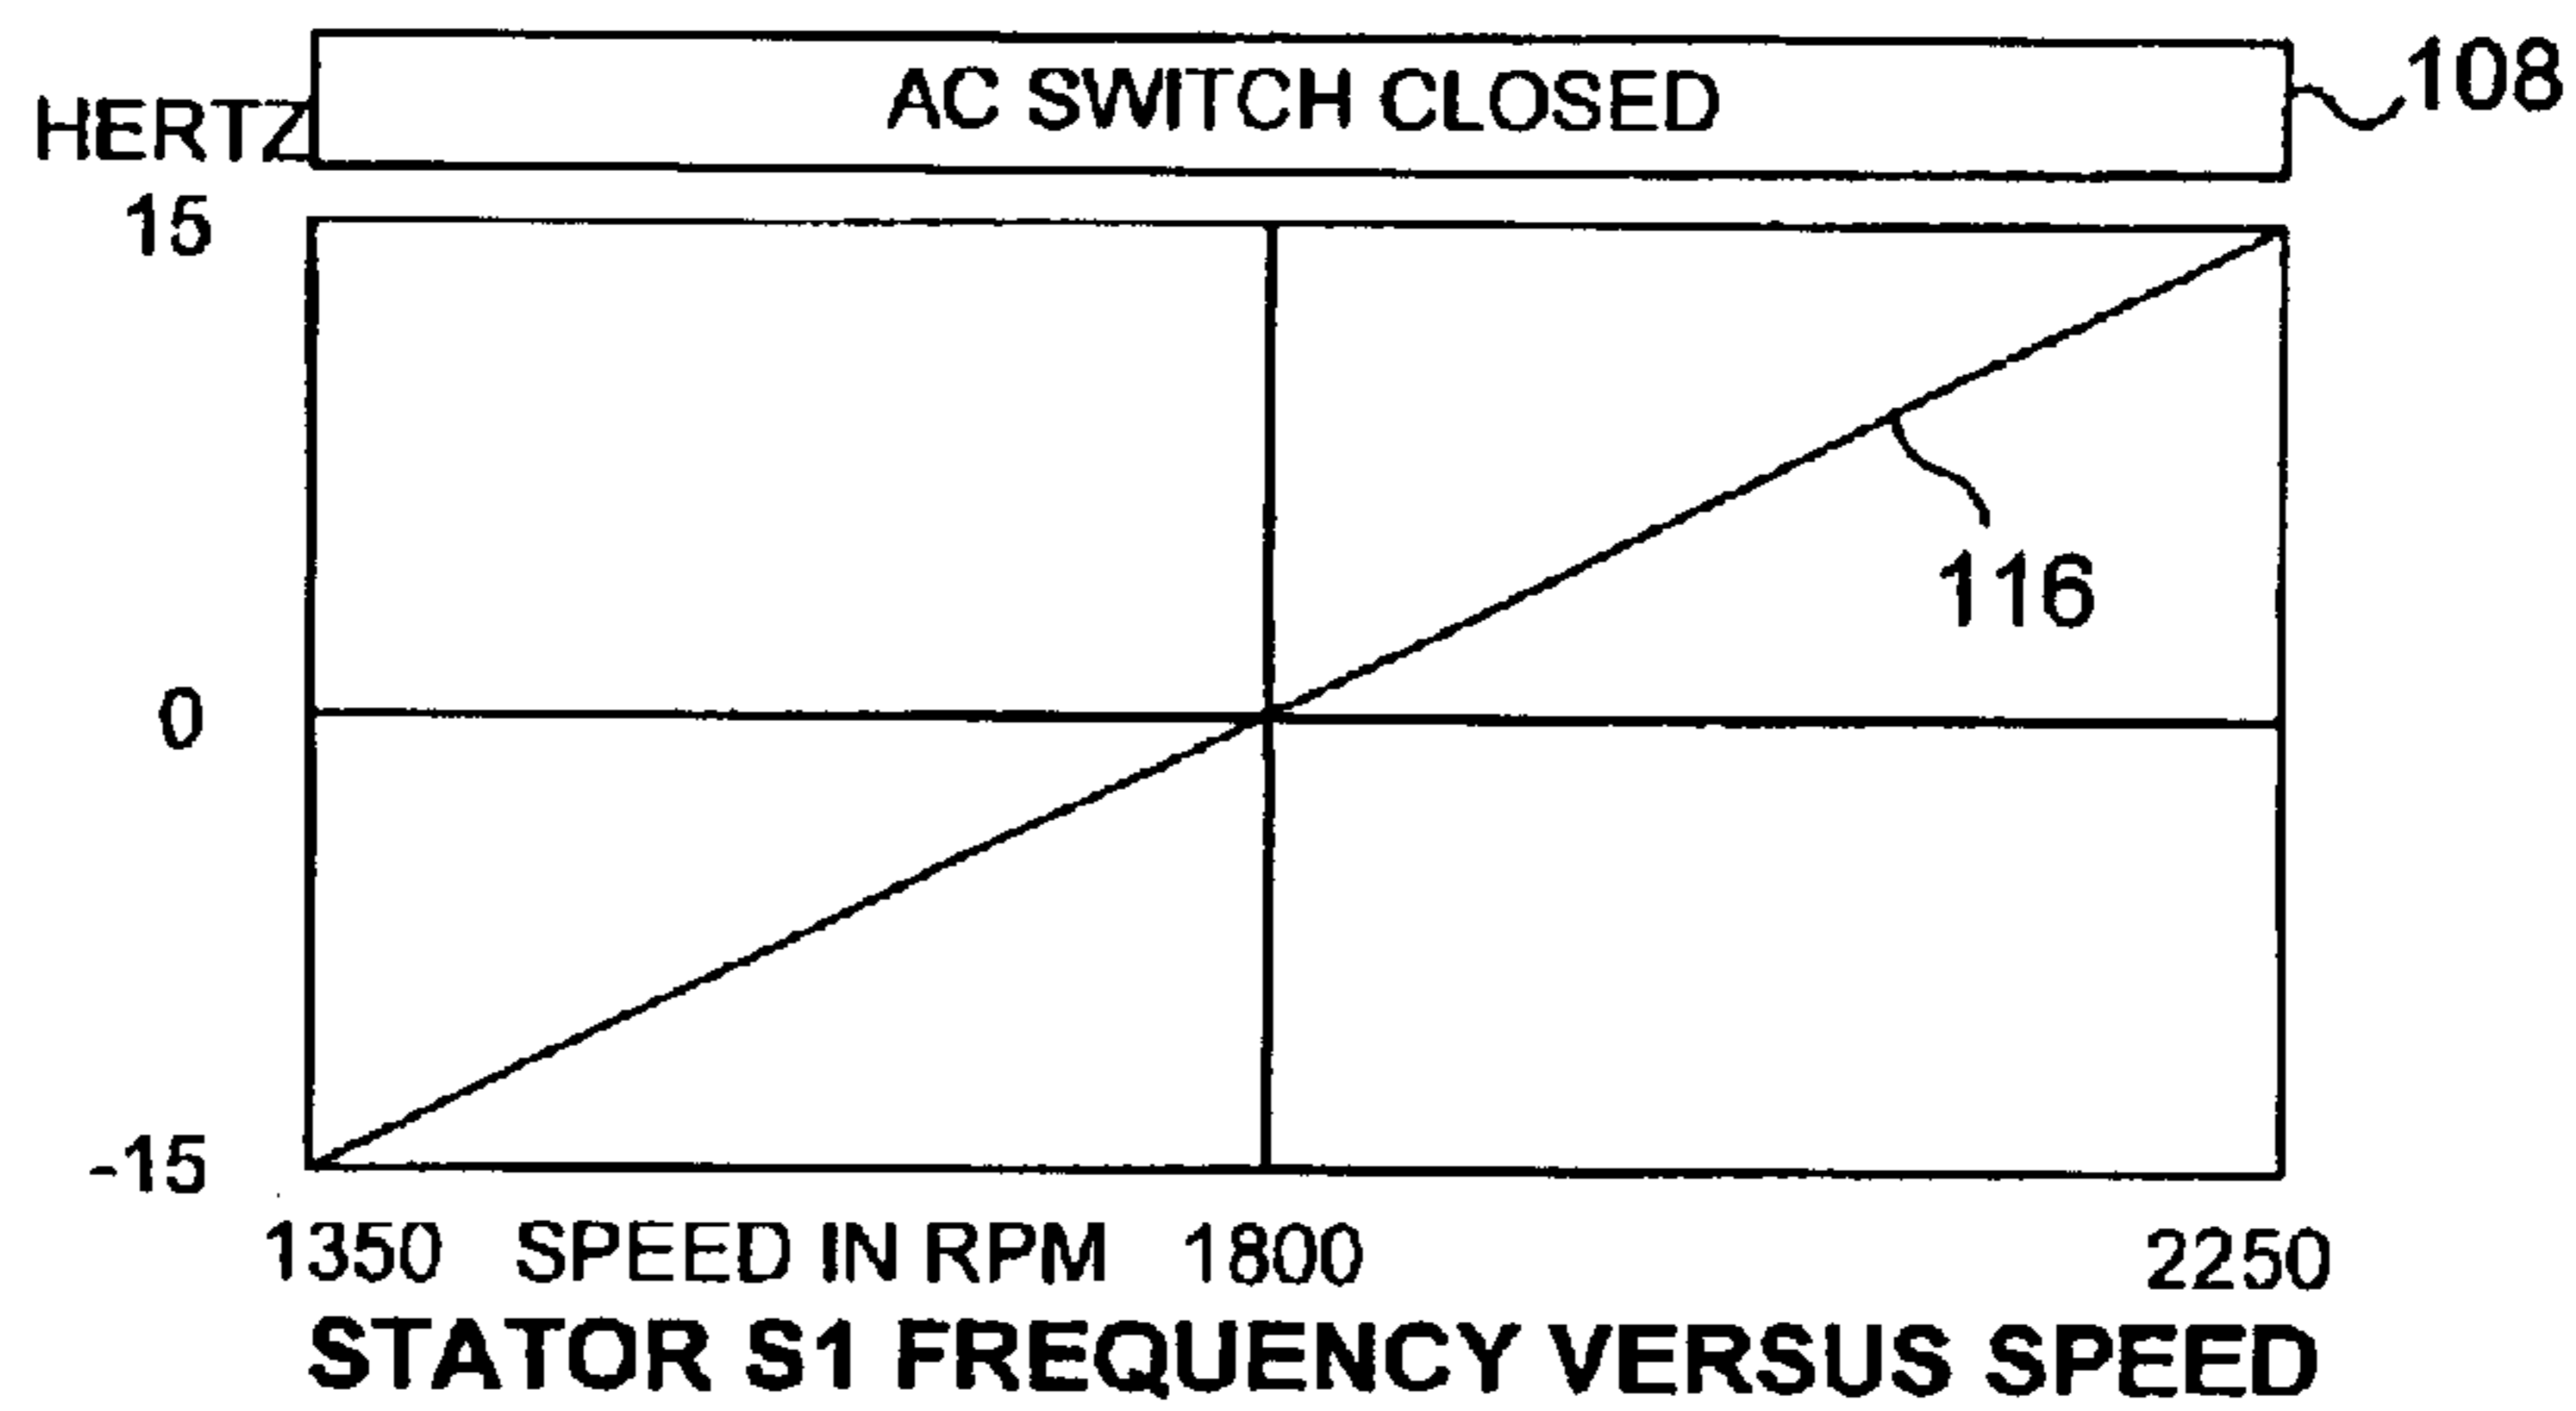 AC SWITCH CLOSED
108
HERTZ
15
116
0
-15
1350 SPEED IN RPM 1800 2250
STATOR S1 FREQUENCY VERSUS SPEED